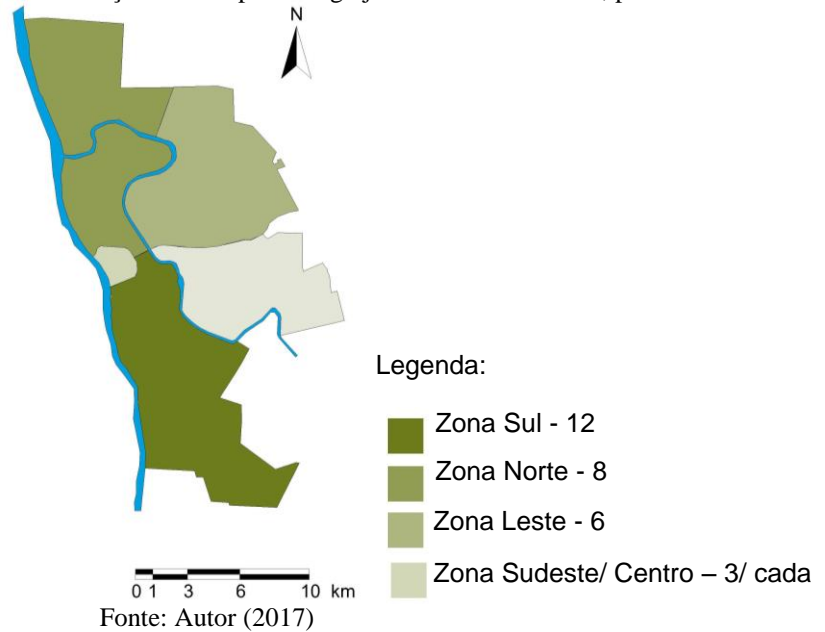 N
Legenda:
Zona Sul - 12
Zona Norte - 8
Zona Leste - 6
Zona Sudeste/ Centro – 3/ cada
0 1 3 6 10 km
Fonte: Autor (2017)